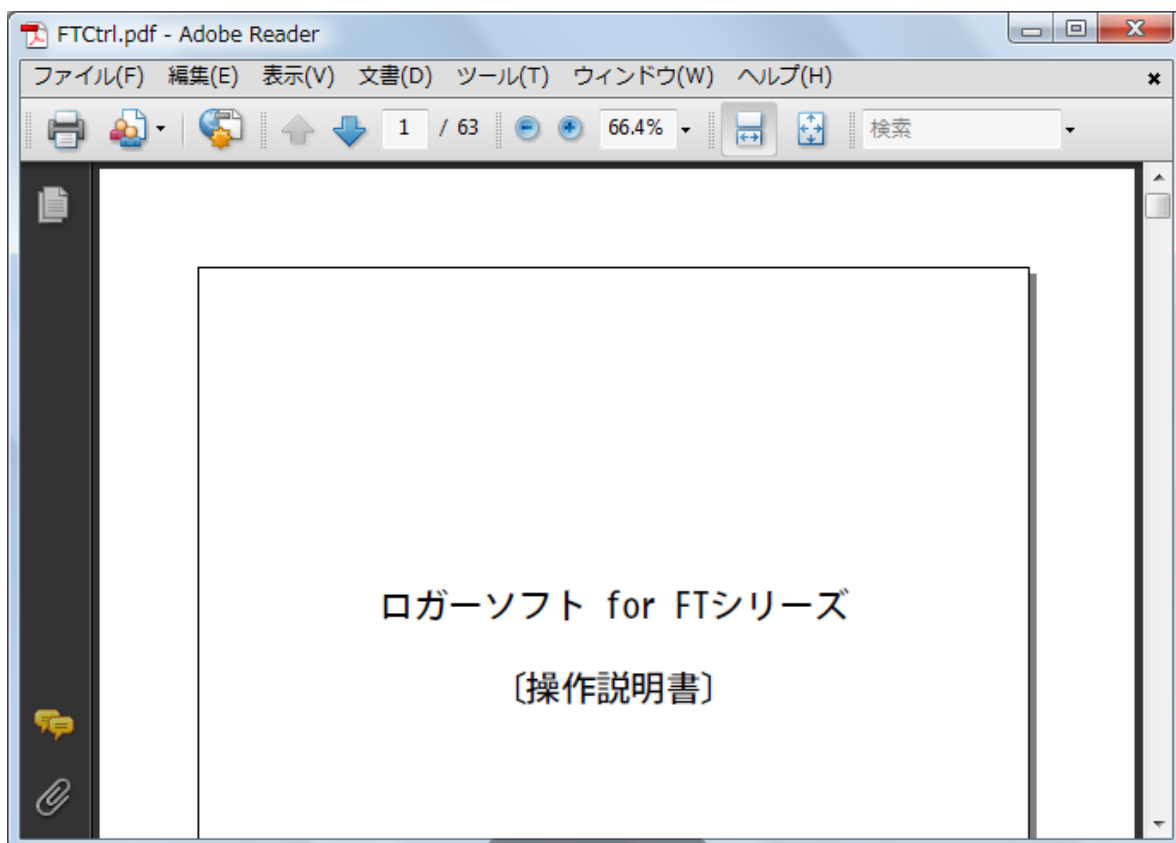 FTCtrl.pdf - Adobe Reader
ファイル(F) 編集(E) 表示(V) 文書(D) ツール(T) ウィンドウ(W) ヘルプ(H)
1 / 63 66.4% 検索
ロガーソフト for FTシリーズ
〔操作説明書〕